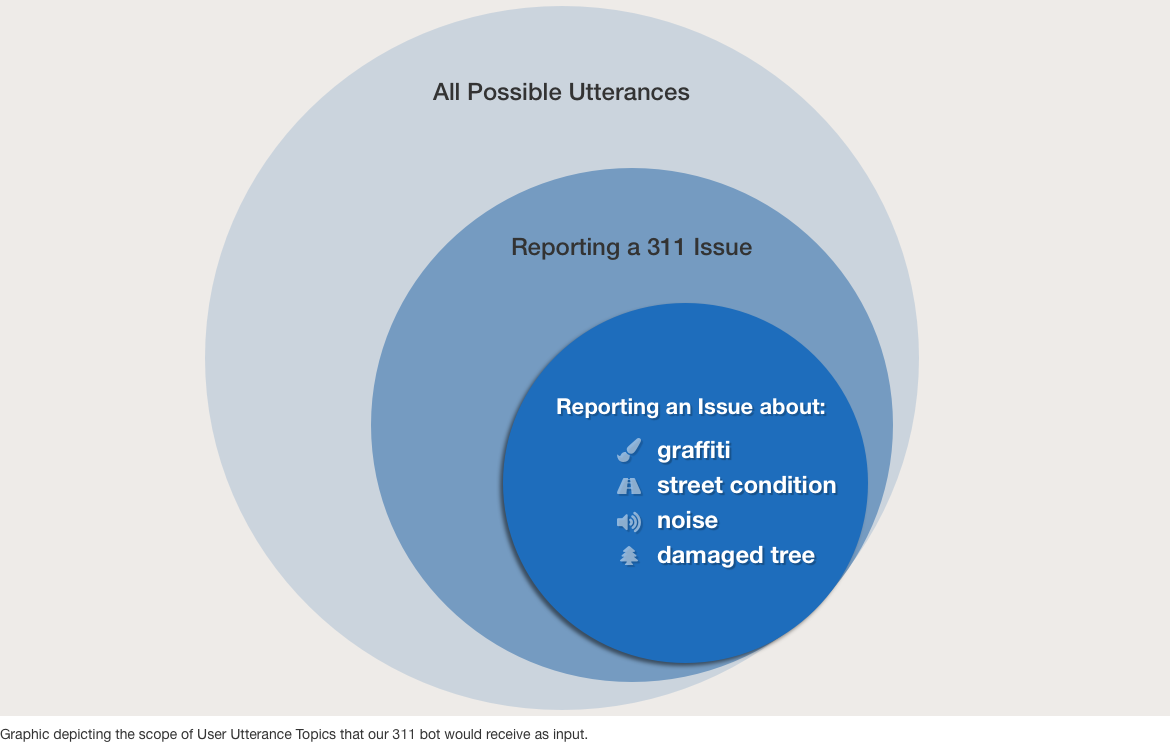 All Possible Utterances
Reporting a 311 Issue
Reporting an Issue about:
graffiti
street condition
noise
damaged tree
Graphic depicting the scope of User Utterance Topics that our 311 bot would receive as input.